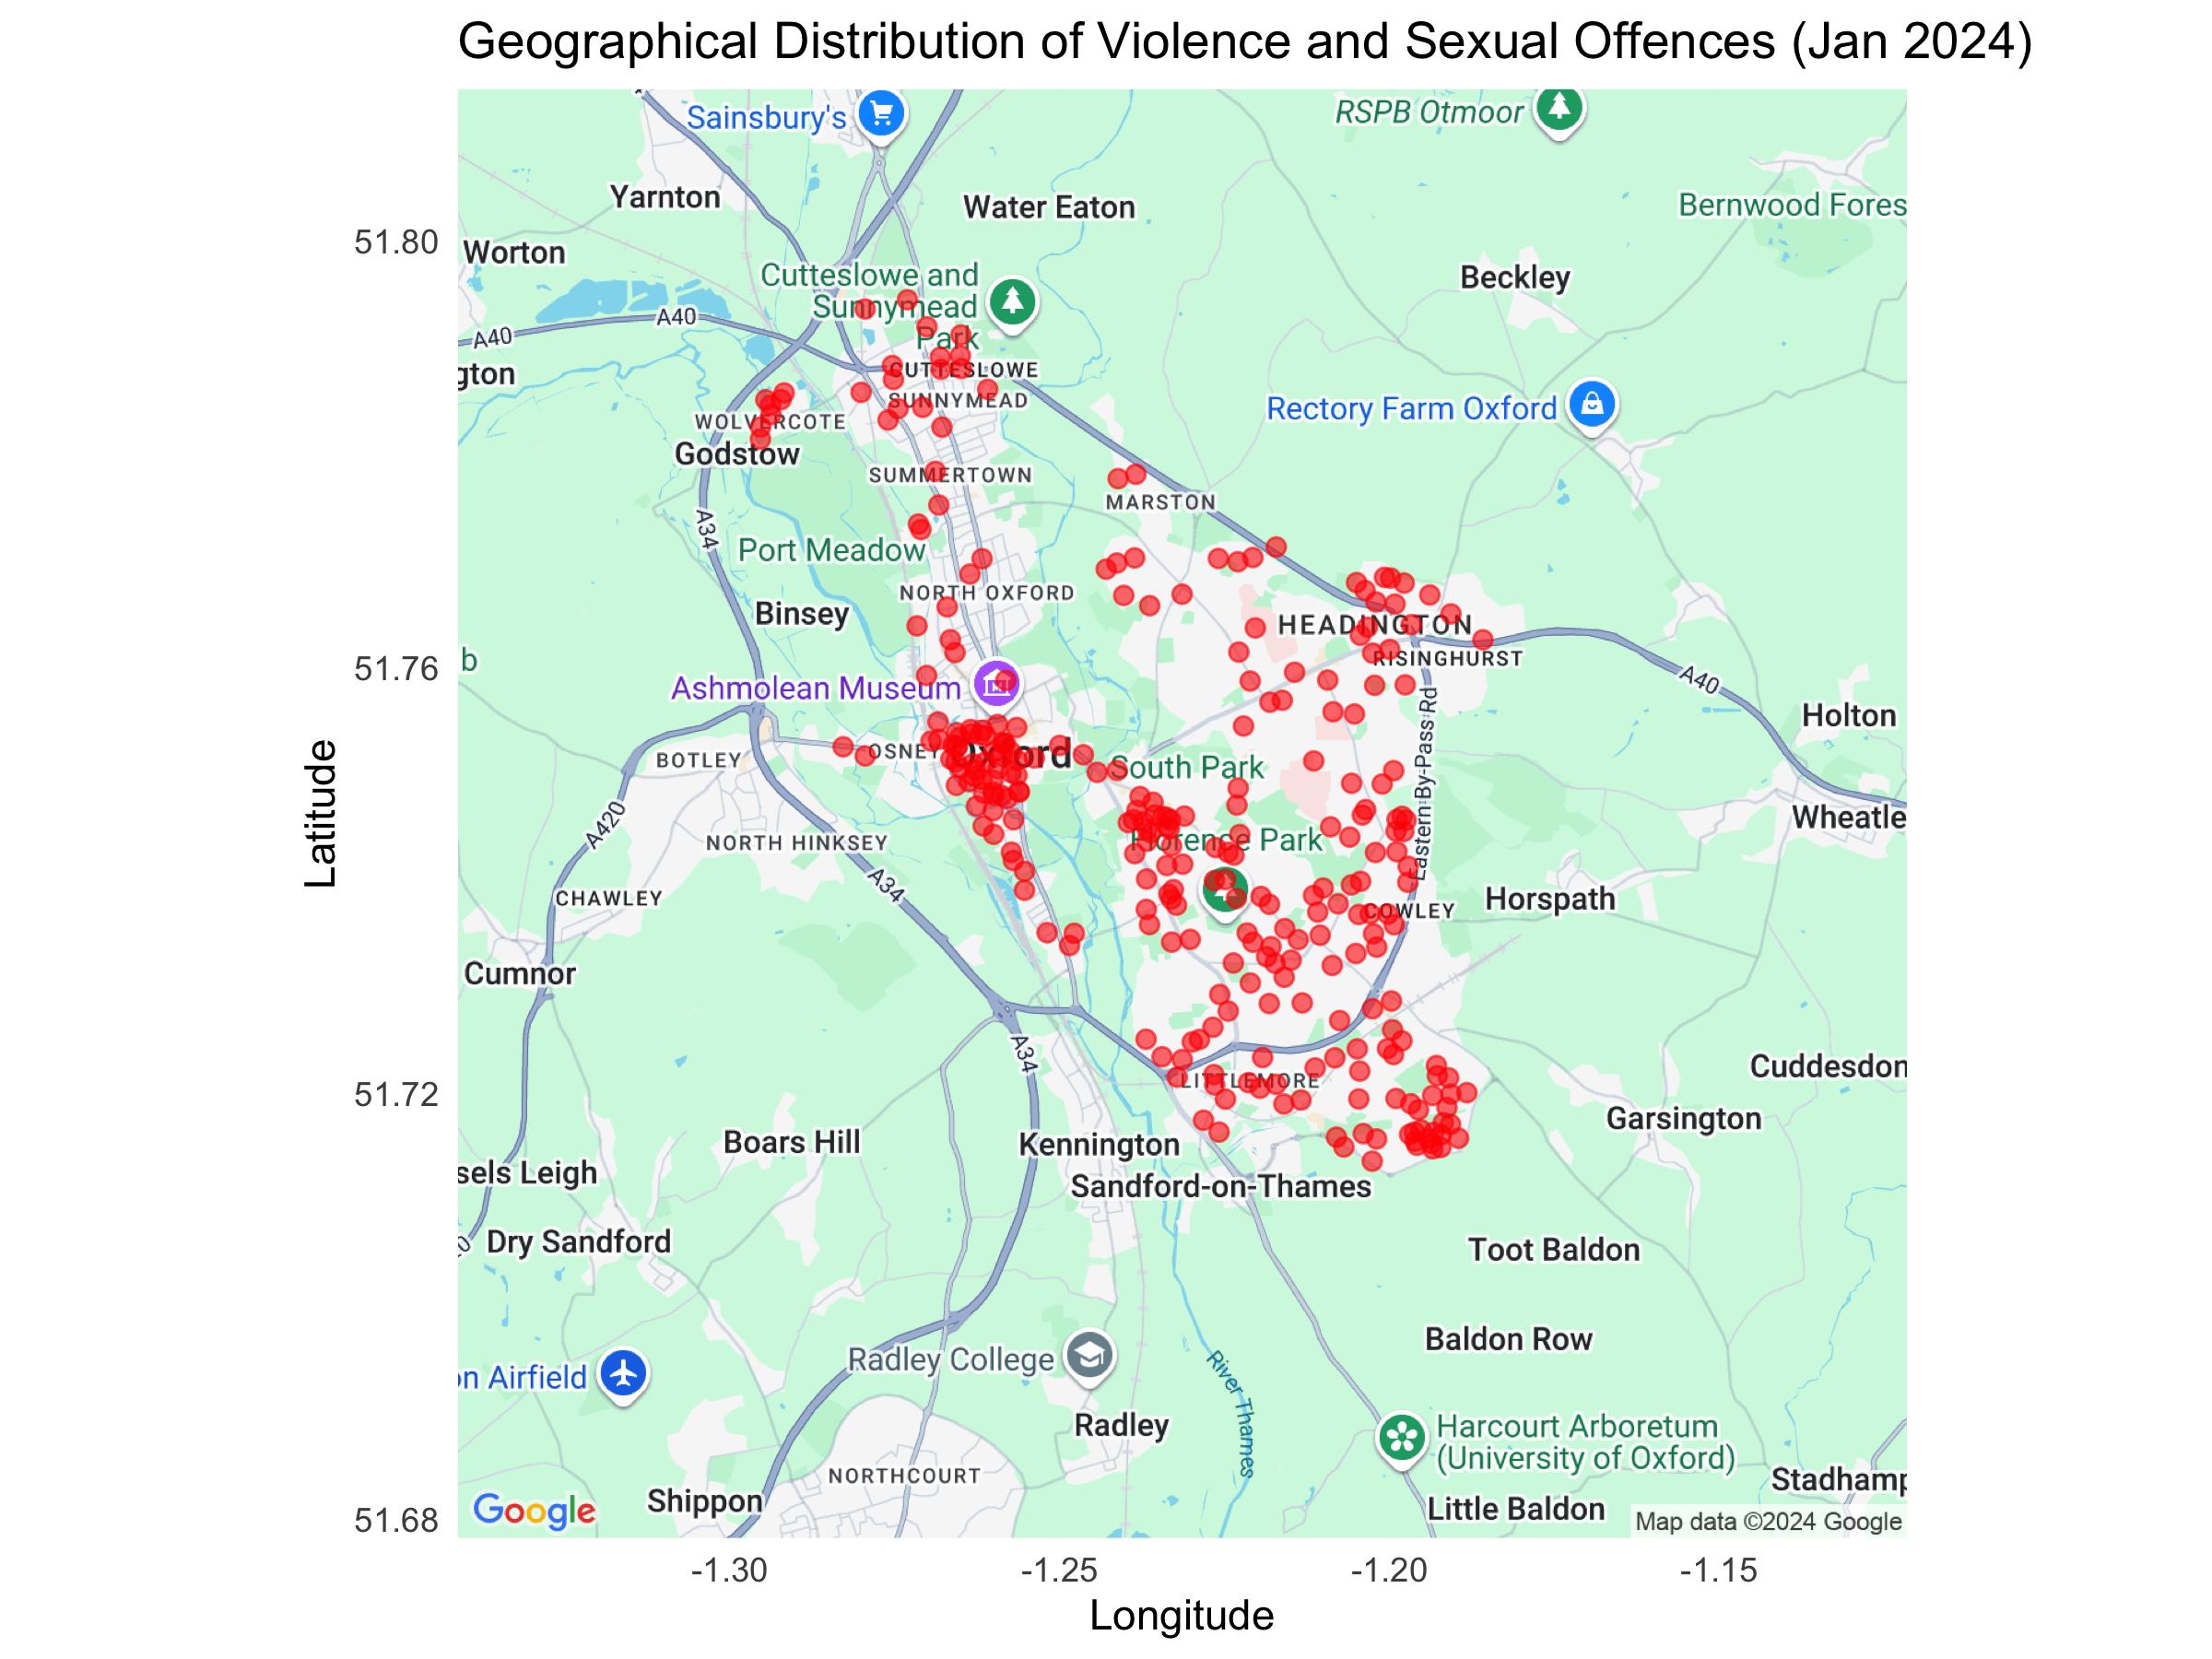 Geographical Distribution of Violence and Sexual Offences (Jan 2024)
Sainsbury's
RSPB Otmoor
Yarnton
Water Eaton
Bernwood Fores
51.80
Worton
Cutteslowe and
Sunnymead
Park
Beckley
A40
A40
gton
CUTTESLOWE
SUNNYMEAD
Rectory Farm Oxford
WOLVERCOTE
Godstow
SUMMERTOWN
MARSTON
A34
Port Meadow
NORTH OXFORD
Binsey
HEADINGTON
51.76
b
RISINGHURST
A40
Ashmolean Museum
Holton
OSNEY
Oxford
BOTLEY
South Park
Eastern By-Pass Rd
Latitude
A420
NORTH HINKSEY
Florence Park
Wheatle
A34
CHAWLEY
COWLEY
Horspath
Cumnor
A34
51.72
LITTLEMORE
Cuddesdon
Garsington
Boars Hill
Kennington
sels Leigh
Sandford-on-Thames
0
Dry Sandford
Toot Baldon
Baldon Row
Radley College
on Airfield
River Thames
Radley
Harcourt Arboretum
(University of Oxford)
NORTHCOURT
Stadhamp
Shippon
Little Baldon
Google
Map data ©2024 Google
51.68
-1.30
-1.25
-1.20
-1.15
Longitude